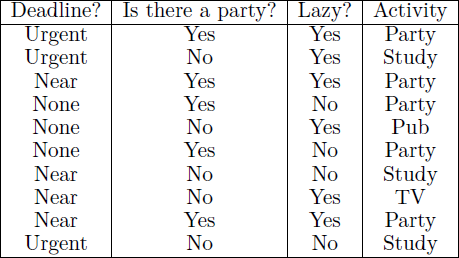 Deadline? Is there a party? Lazy? Activity
Urgent Yes Yes Party
Urgent No Yes Study
Near Yes Yes Party
None Yes No Party
None No Yes Pub
None Yes No Party
Near No No Study
Near No Yes TV
Near Yes Yes Party
Urgent No No Study